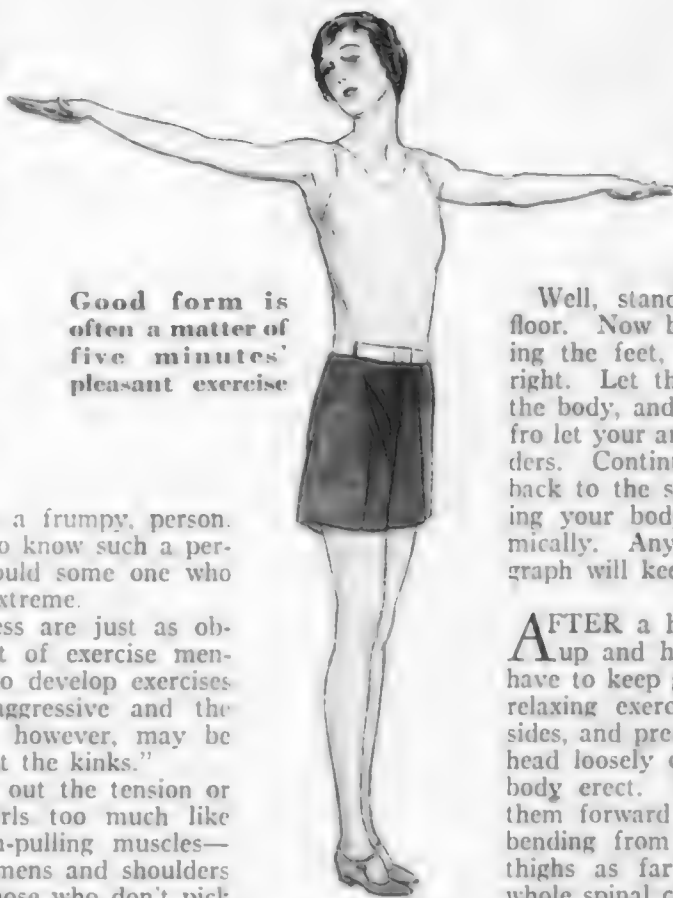 Good form is
often a matter of
five minutes'
pleasant exercise
a frumpy, person.
o know such a per-
ould some one who
xtreme.
ess are just as ob-
t of exercise men-
o develop exercises
aggressive and the
however, may be
t the kinks."
out the tension or
rls too much like
n-pulling muscles—
mens and shoulders
hose who don't pick
Well, stand
floor. Now b
ing the feet,
right. Let th
the body, and
fro let your ar
ders. Continu
back to the s
ing your bod
mically. Any
graph will kee
AFTER a h
up and h
have to keep g
relaxing exerc
sides, and pre
head loosely
body erect.
them forward
bending from
thighs as far
whole spinal c